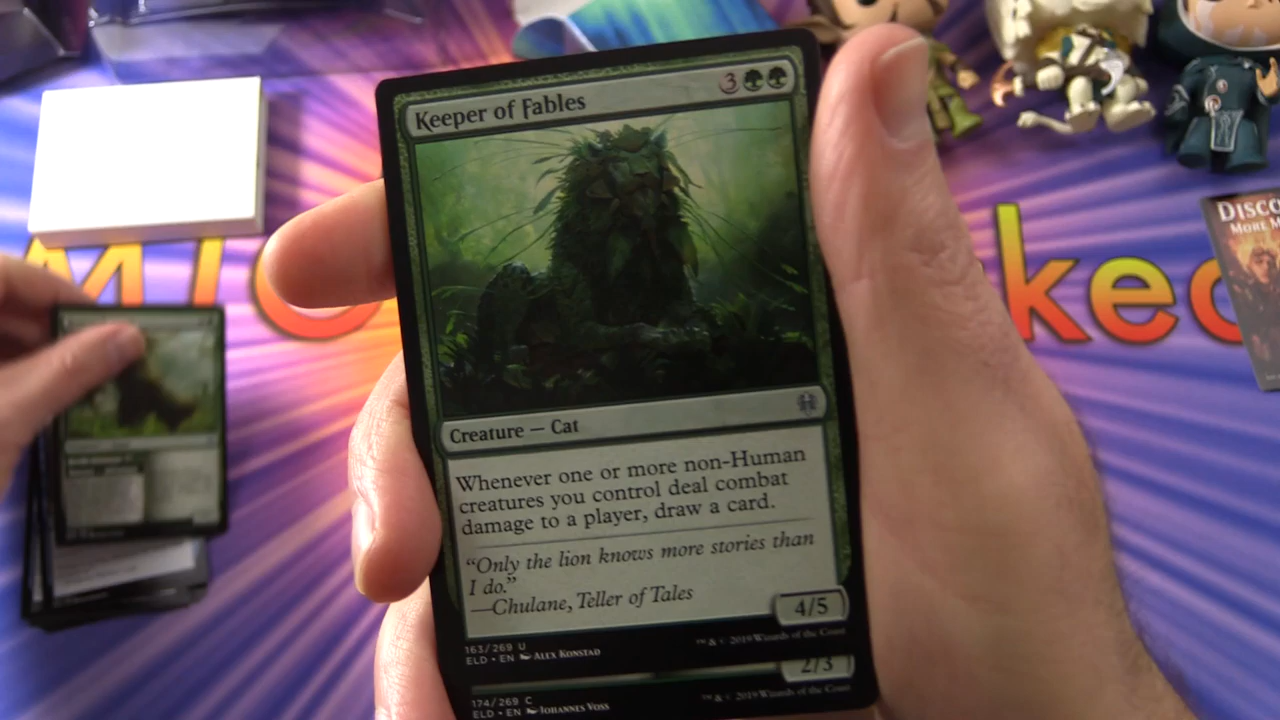 Keeper of Fables
3
Creature — Cat
Whenever one or more non-Human
creatures you control deal combat
damage to a player, draw a card.
“Only the lion knows more stories than
I do.”
—Chulane, Teller of Tales
4/5
163/269 U
ELD • EN ALEX KONSTAD
™ & © 2019 Wizards of the Coast
2/3
174/269 C
ELD • EN JOHANNES VOSS
™ & © 2019 Wizards of the Coast
ke
DISCO
MORE M